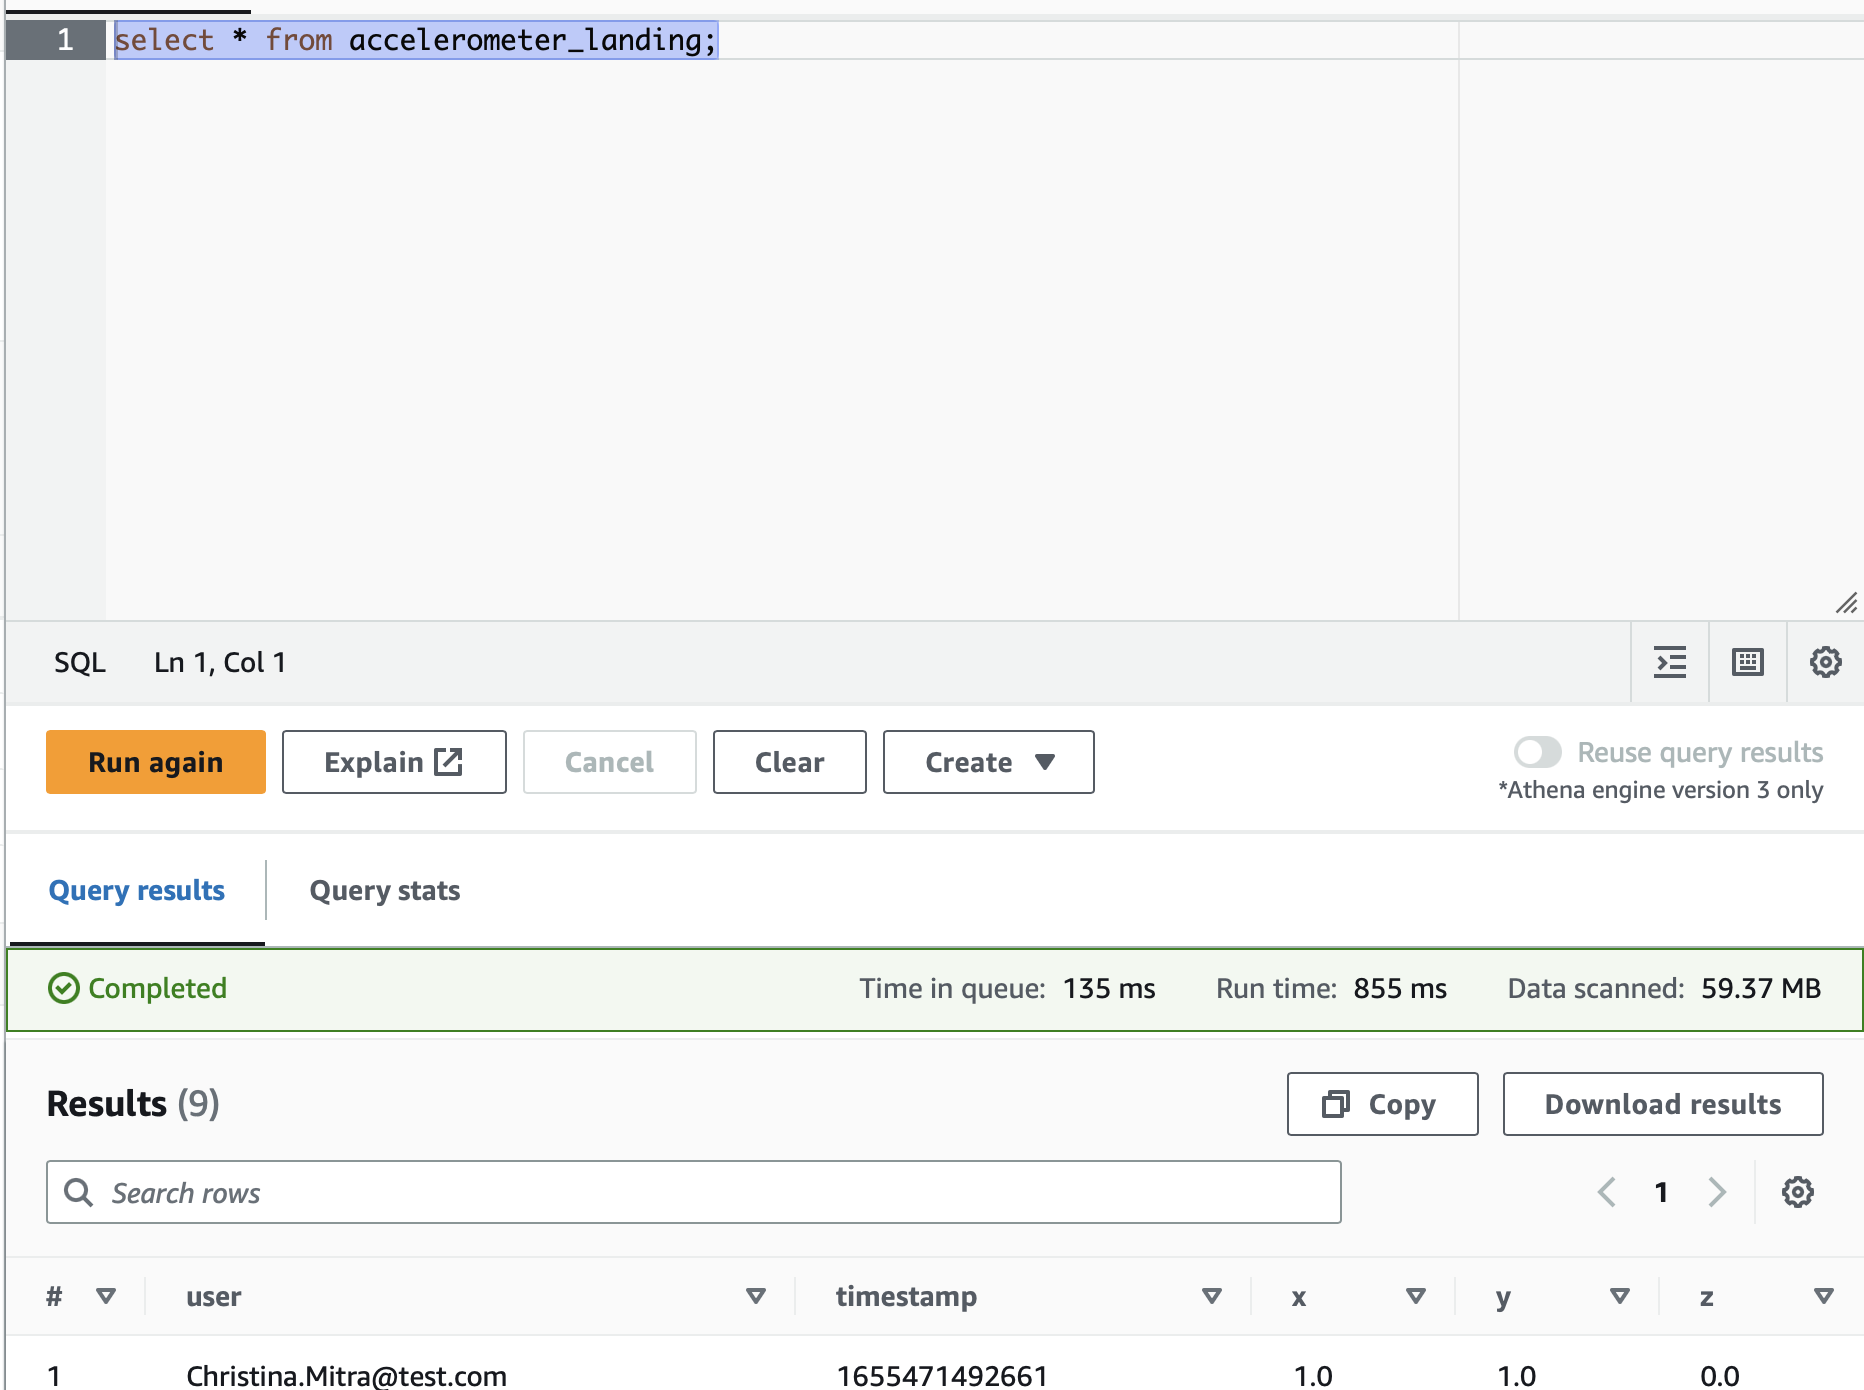 1 select * from accelerometer_landing;
SQL Ln 1, Col 1
Run again Explain Cancel Clear Create Reuse query results
*Athena engine version 3 only
Query results Query stats
Completed Time in queue: 135 ms Run time: 855 ms Data scanned: 59.37 MB
Results (9) Copy Download results
Search rows 1
# user timestamp x y z
1 Christina.Mitra@test.com 1655471492661 1.0 1.0 0.0